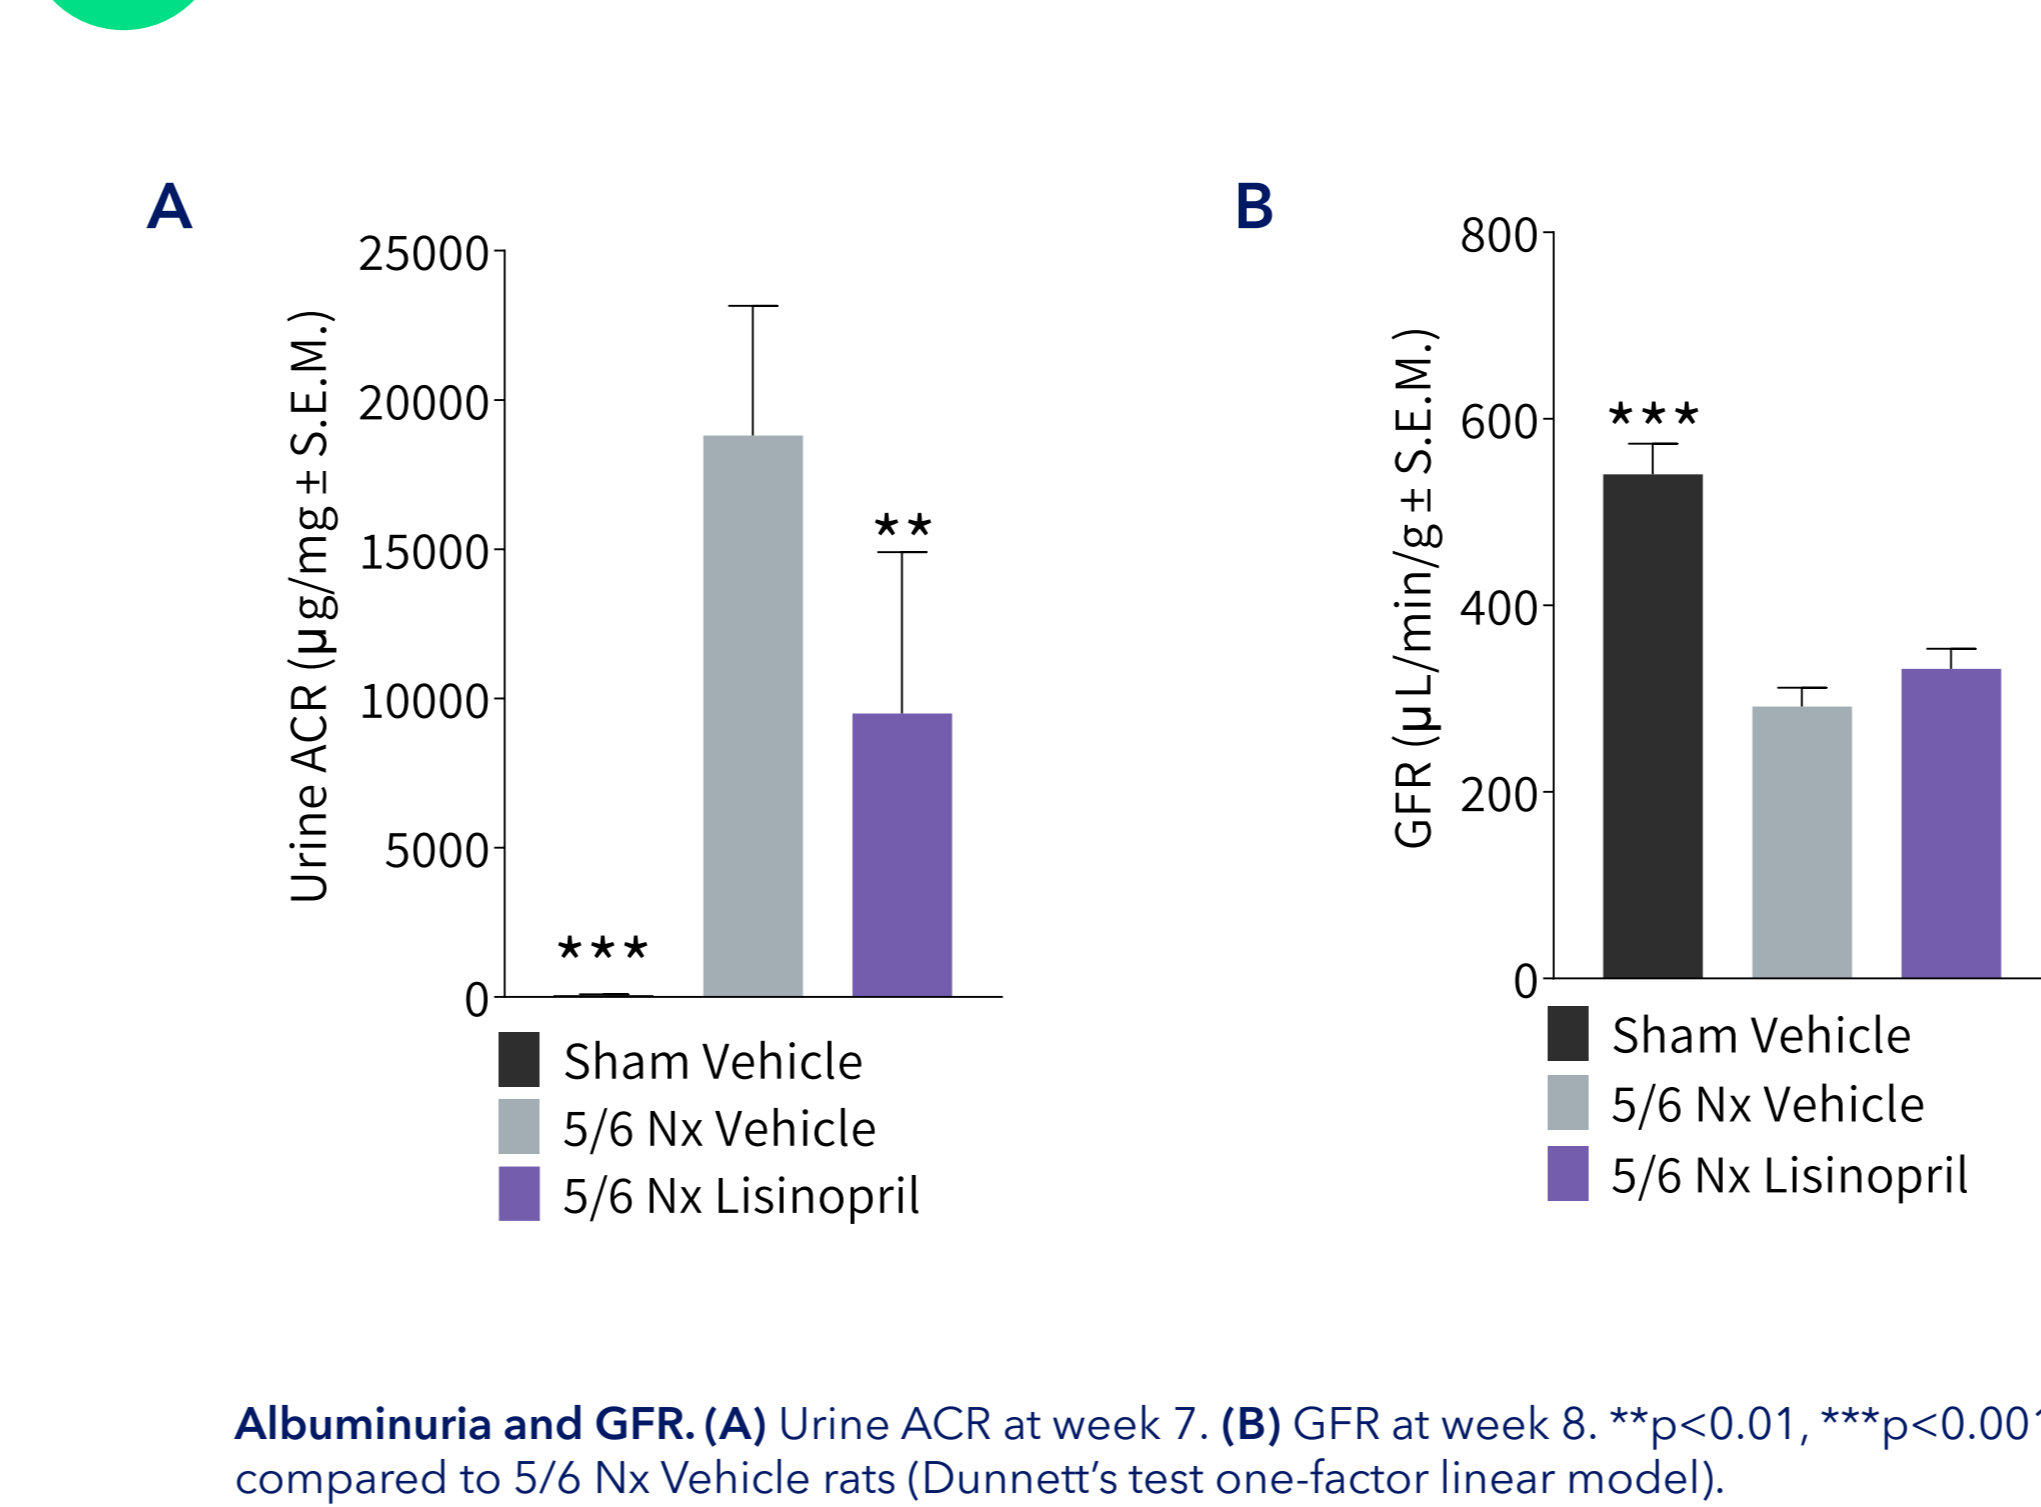 A
B
Urine ACR (µg/mg ± S.E.M.)
25000
20000
15000
10000
5000
0
***
**
Sham Vehicle
5/6 Nx Vehicle
5/6 Nx Lisinopril
GFR (µL/min/g ± S.E.M.)
800
600
400
200
0
***
Sham Vehicle
5/6 Nx Vehicle
5/6 Nx Lisinopril
Albuminuria and GFR. (A) Urine ACR at week 7. (B) GFR at week 8. **p<0.01, ***p<0.001
compared to 5/6 Nx Vehicle rats (Dunnett’s test one-factor linear model).